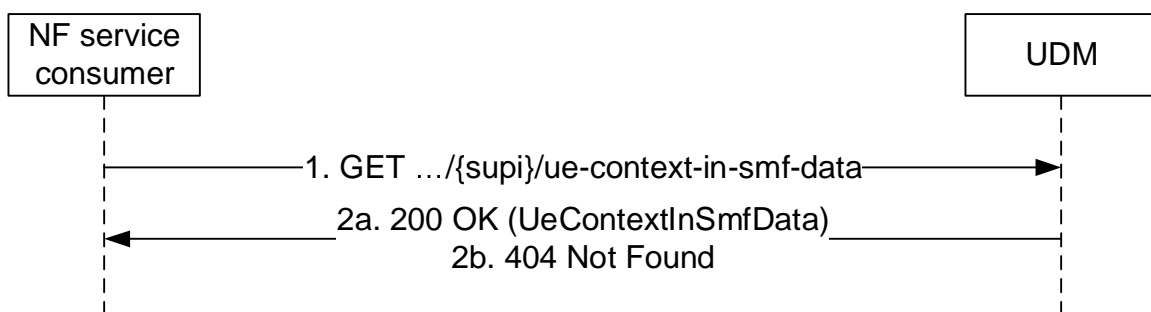 NF service
consumer
UDM
1. GET …/{supi}/ue-context-in-smf-data
2a. 200 OK (UeContextInSmfData)
2b. 404 Not Found